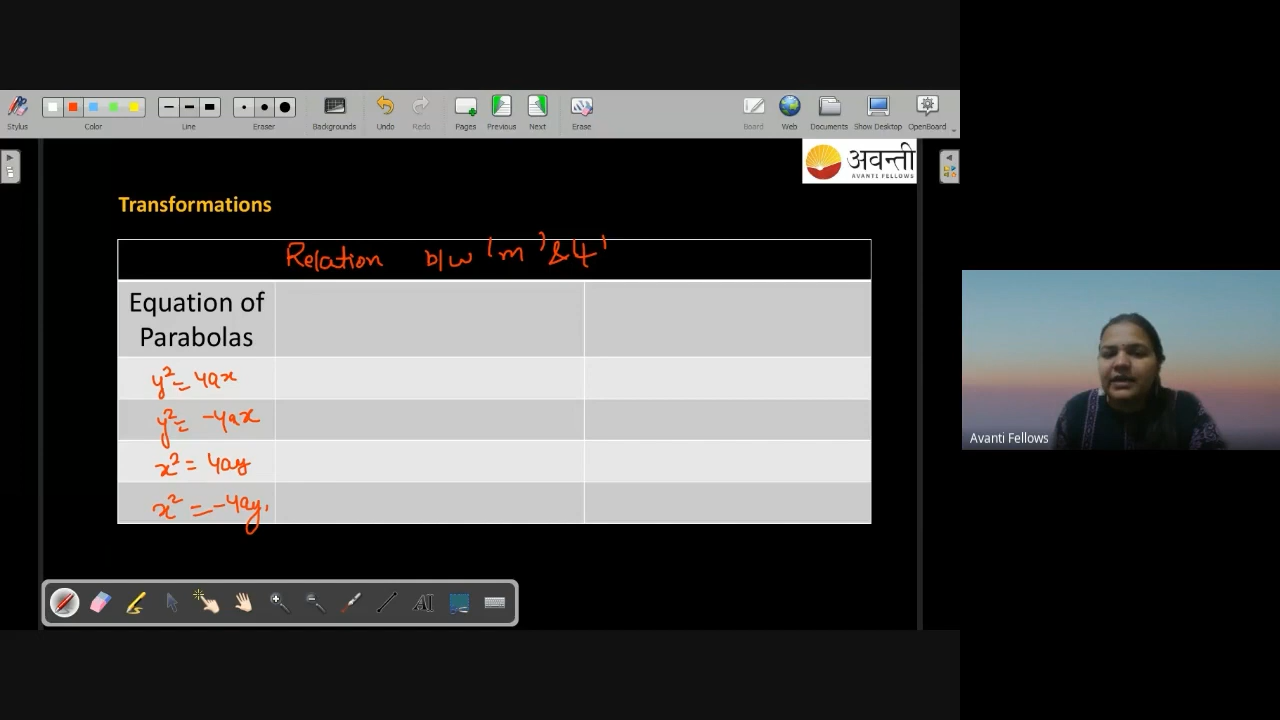 Stylus
Color
Line
Eraser
Backgrounds
Undo
Redo
Pages
Previous
Next
Erase
Board
Web
Documents
Show Desktop
OpenBoard
अवन्ती
AVANTI FELLOWS
Transformations
Relation b/w 'm' &
Equation of
Parabolas
y² = 4ax
y² = -4ax
x² = 4ay
x² = -4ay.
AI
Avanti Fellows